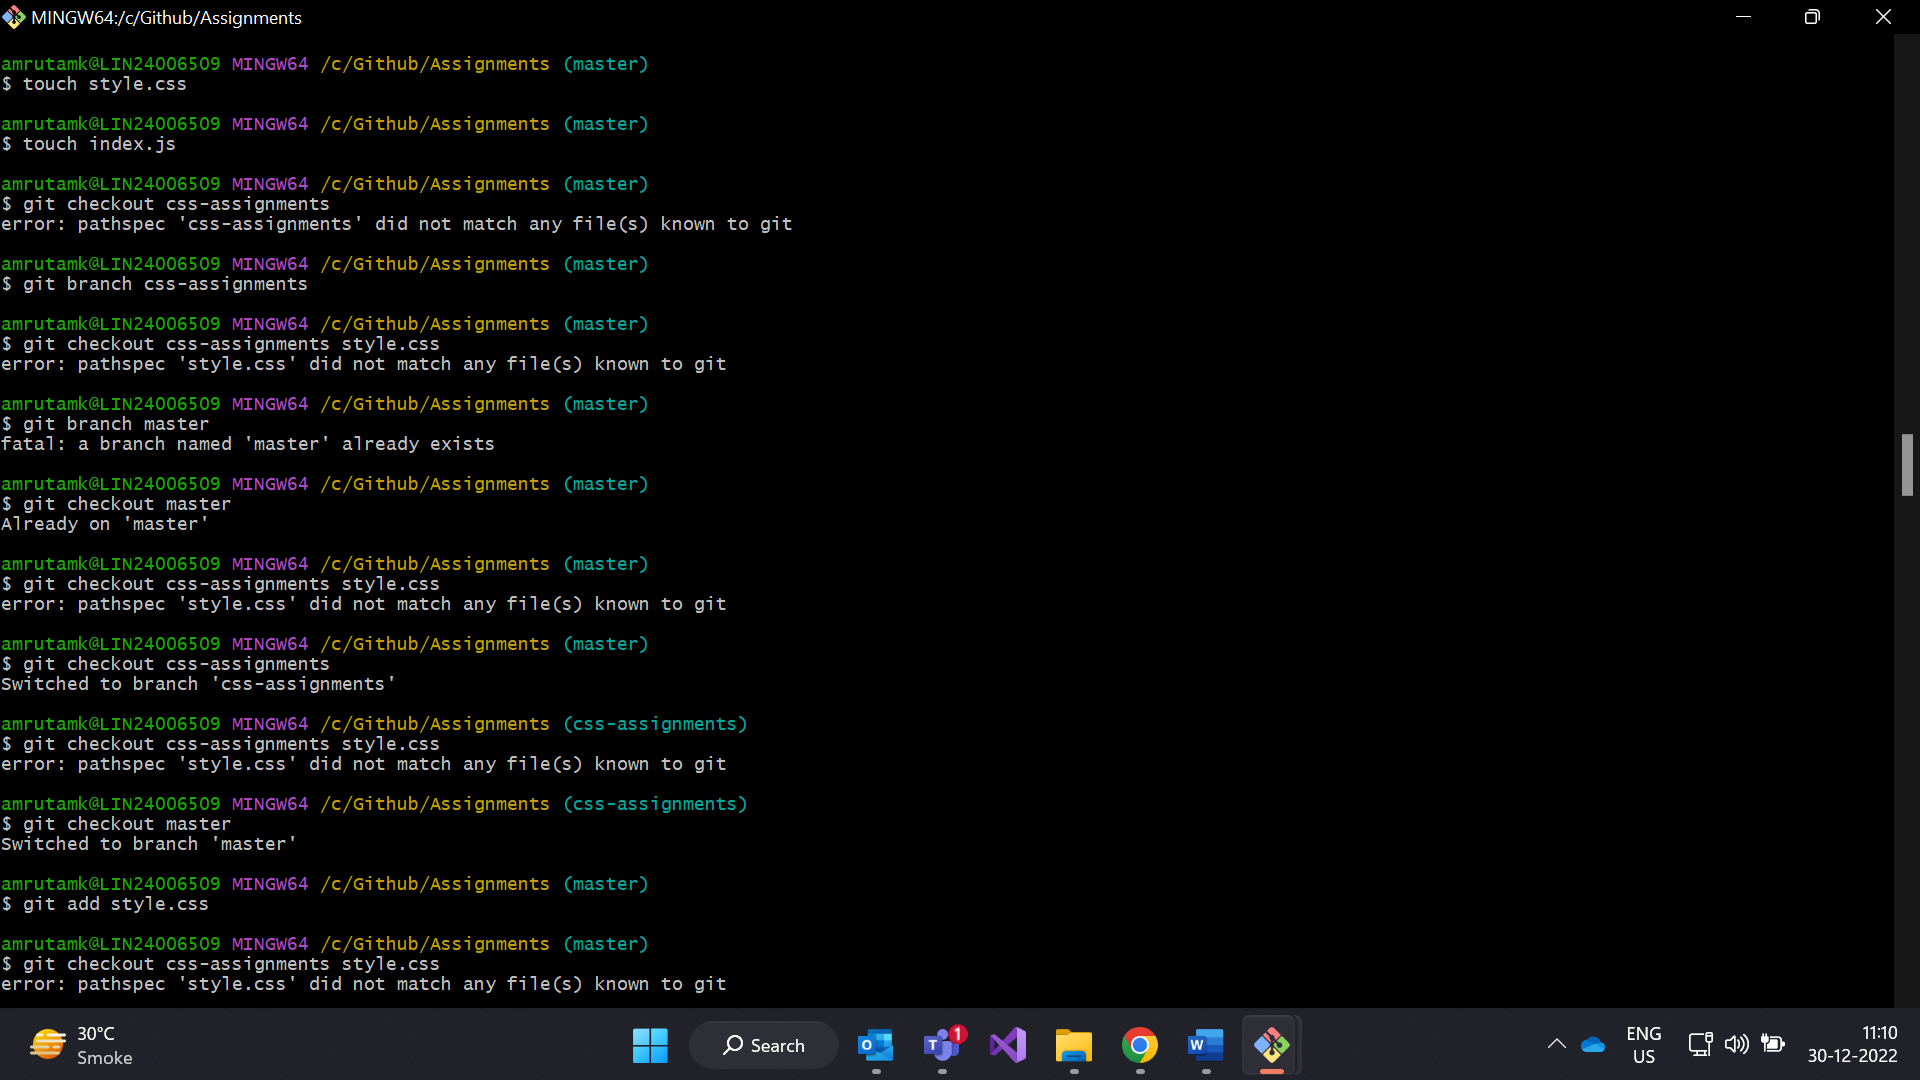 MINGW64:/c/Github/Assignments
amrutamk@LIN24006509 MINGW64 /c/Github/Assignments (master)
$ touch style.css
amrutamk@LIN24006509 MINGW64 /c/Github/Assignments (master)
$ touch index.js
amrutamk@LIN24006509 MINGW64 /c/Github/Assignments (master)
$ git checkout css-assignments
error: pathspec 'css-assignments' did not match any file(s) known to git
amrutamk@LIN24006509 MINGW64 /c/Github/Assignments (master)
$ git branch css-assignments
amrutamk@LIN24006509 MINGW64 /c/Github/Assignments (master)
$ git checkout css-assignments style.css
error: pathspec 'style.css' did not match any file(s) known to git
amrutamk@LIN24006509 MINGW64 /c/Github/Assignments (master)
$ git branch master
fatal: a branch named 'master' already exists
amrutamk@LIN24006509 MINGW64 /c/Github/Assignments (master)
$ git checkout master
Already on 'master'
amrutamk@LIN24006509 MINGW64 /c/Github/Assignments (master)
$ git checkout css-assignments style.css
error: pathspec 'style.css' did not match any file(s) known to git
amrutamk@LIN24006509 MINGW64 /c/Github/Assignments (master)
$ git checkout css-assignments
Switched to branch 'css-assignments'
amrutamk@LIN24006509 MINGW64 /c/Github/Assignments (css-assignments)
$ git checkout css-assignments style.css
error: pathspec 'style.css' did not match any file(s) known to git
amrutamk@LIN24006509 MINGW64 /c/Github/Assignments (css-assignments)
$ git checkout master
Switched to branch 'master'
amrutamk@LIN24006509 MINGW64 /c/Github/Assignments (master)
$ git add style.css
amrutamk@LIN24006509 MINGW64 /c/Github/Assignments (master)
$ git checkout css-assignments style.css
error: pathspec 'style.css' did not match any file(s) known to git
30°C
Smoke
Search
O
T
1
W
ENG
US
11:10
30-12-2022